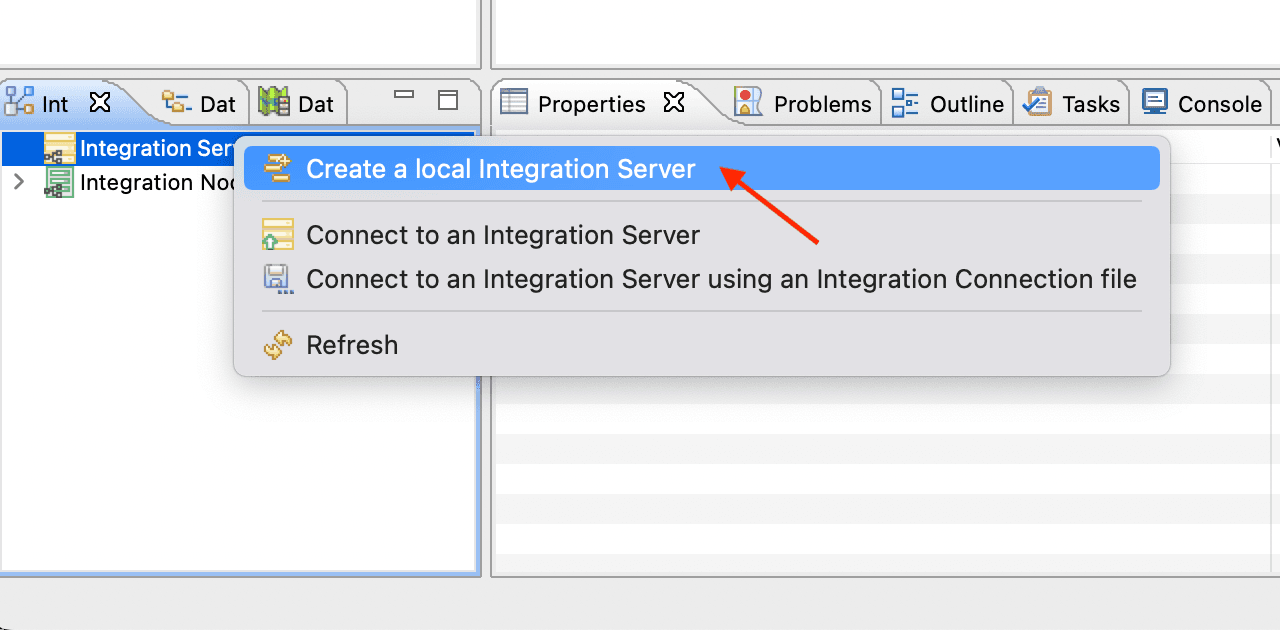 Int Dat Dat Properties Problems Outline Tasks Console
Integration Ser
Create a local Integration Server
Integration Noc
Connect to an Integration Server
Connect to an Integration Server using an Integration Connection file
Refresh